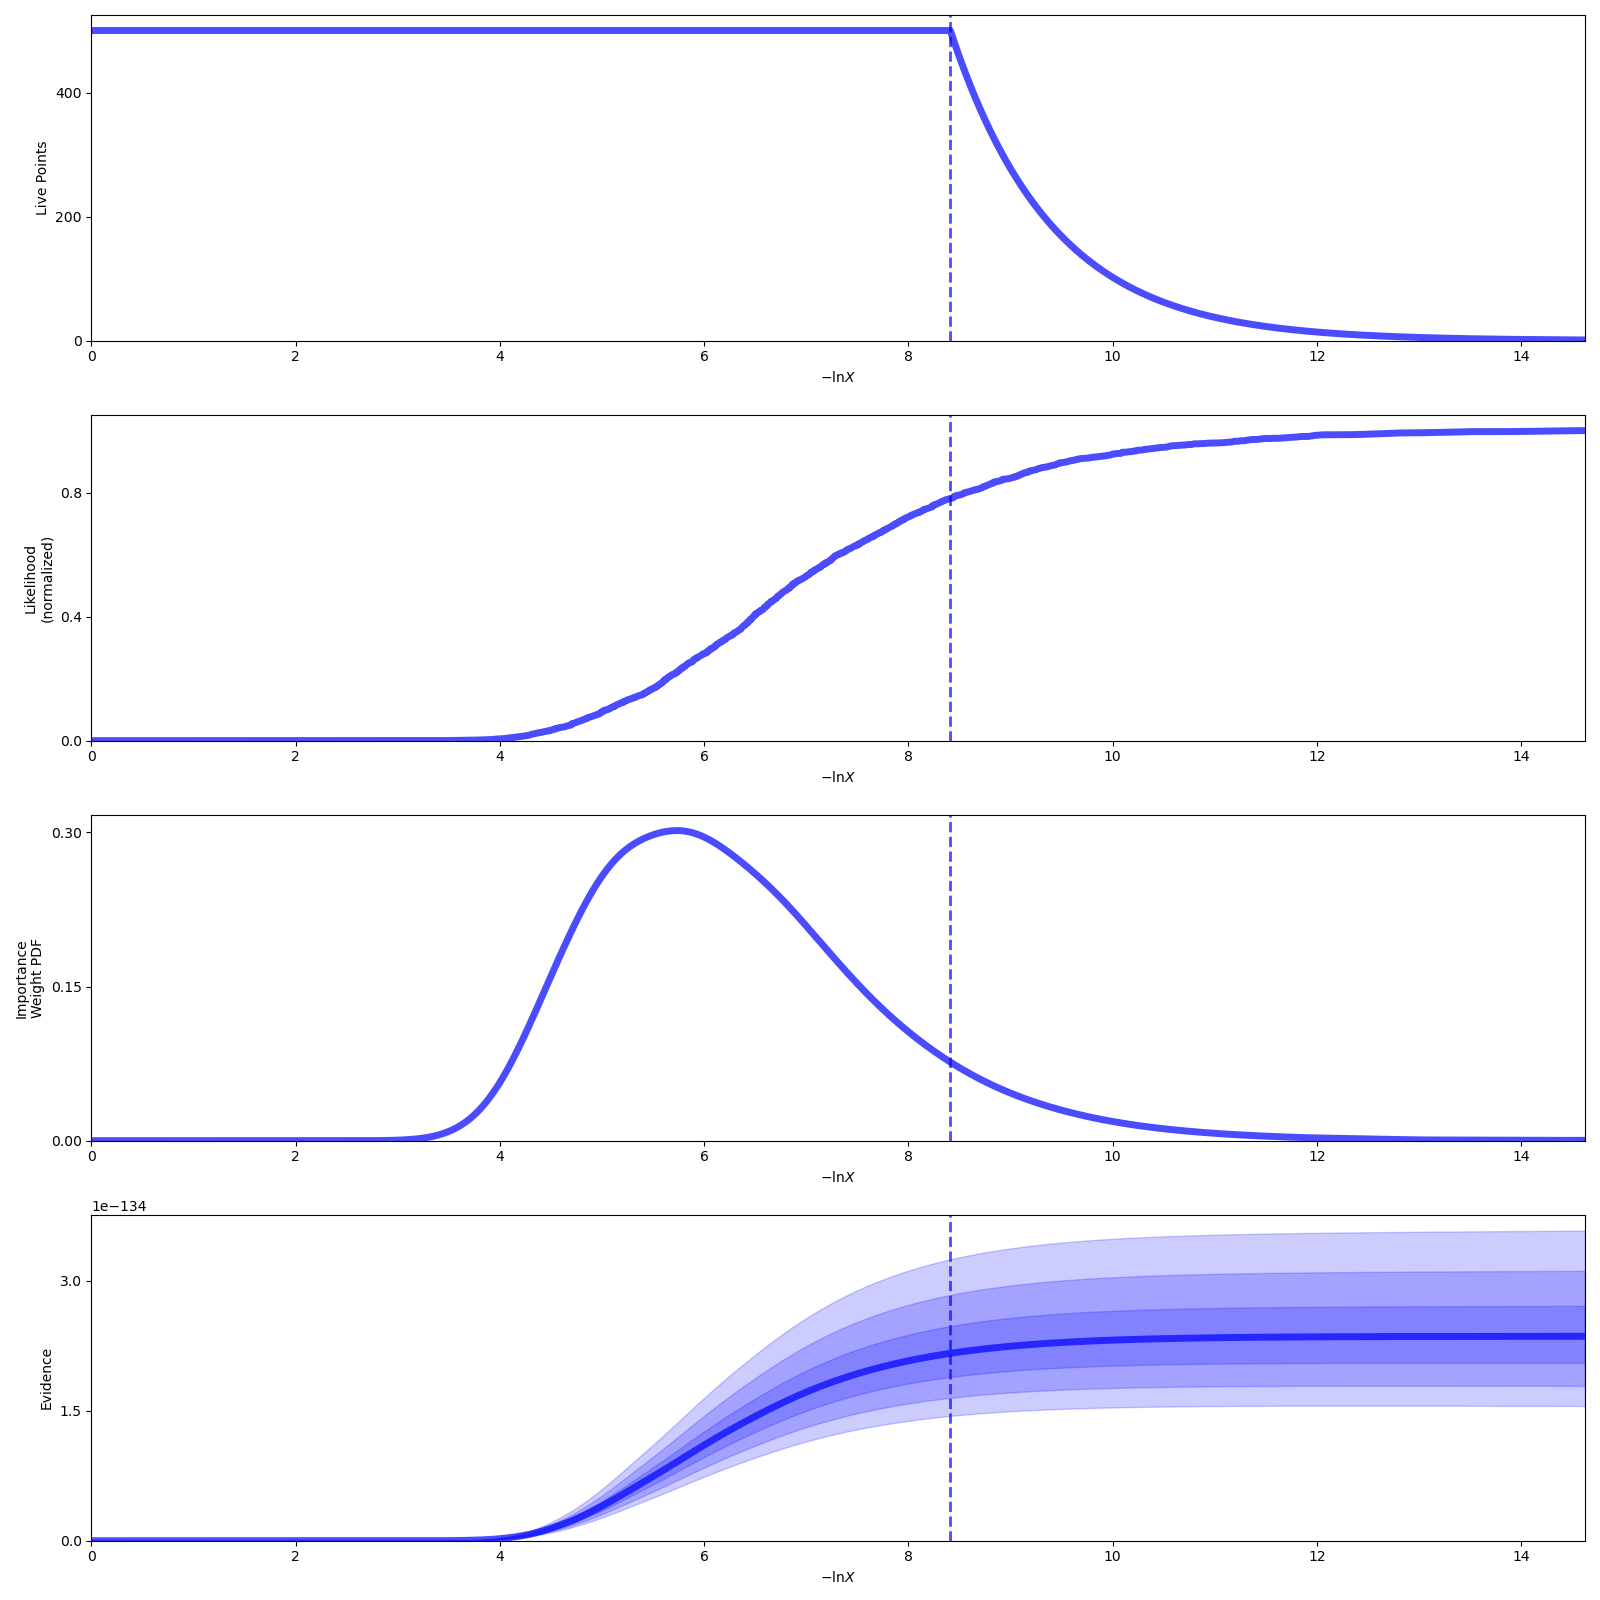 400
200
0
Live Points
0 2 4 6 8 10 12 14
−lnX
0.8
0.4
0.0
Likelihood
(normalized)
0 2 4 6 8 10 12 14
−lnX
0.30
0.15
0.00
Importance
Weight PDF
0 2 4 6 8 10 12 14
−lnX
1e−134
3.0
1.5
0.0
Evidence
0 2 4 6 8 10 12 14
−lnX